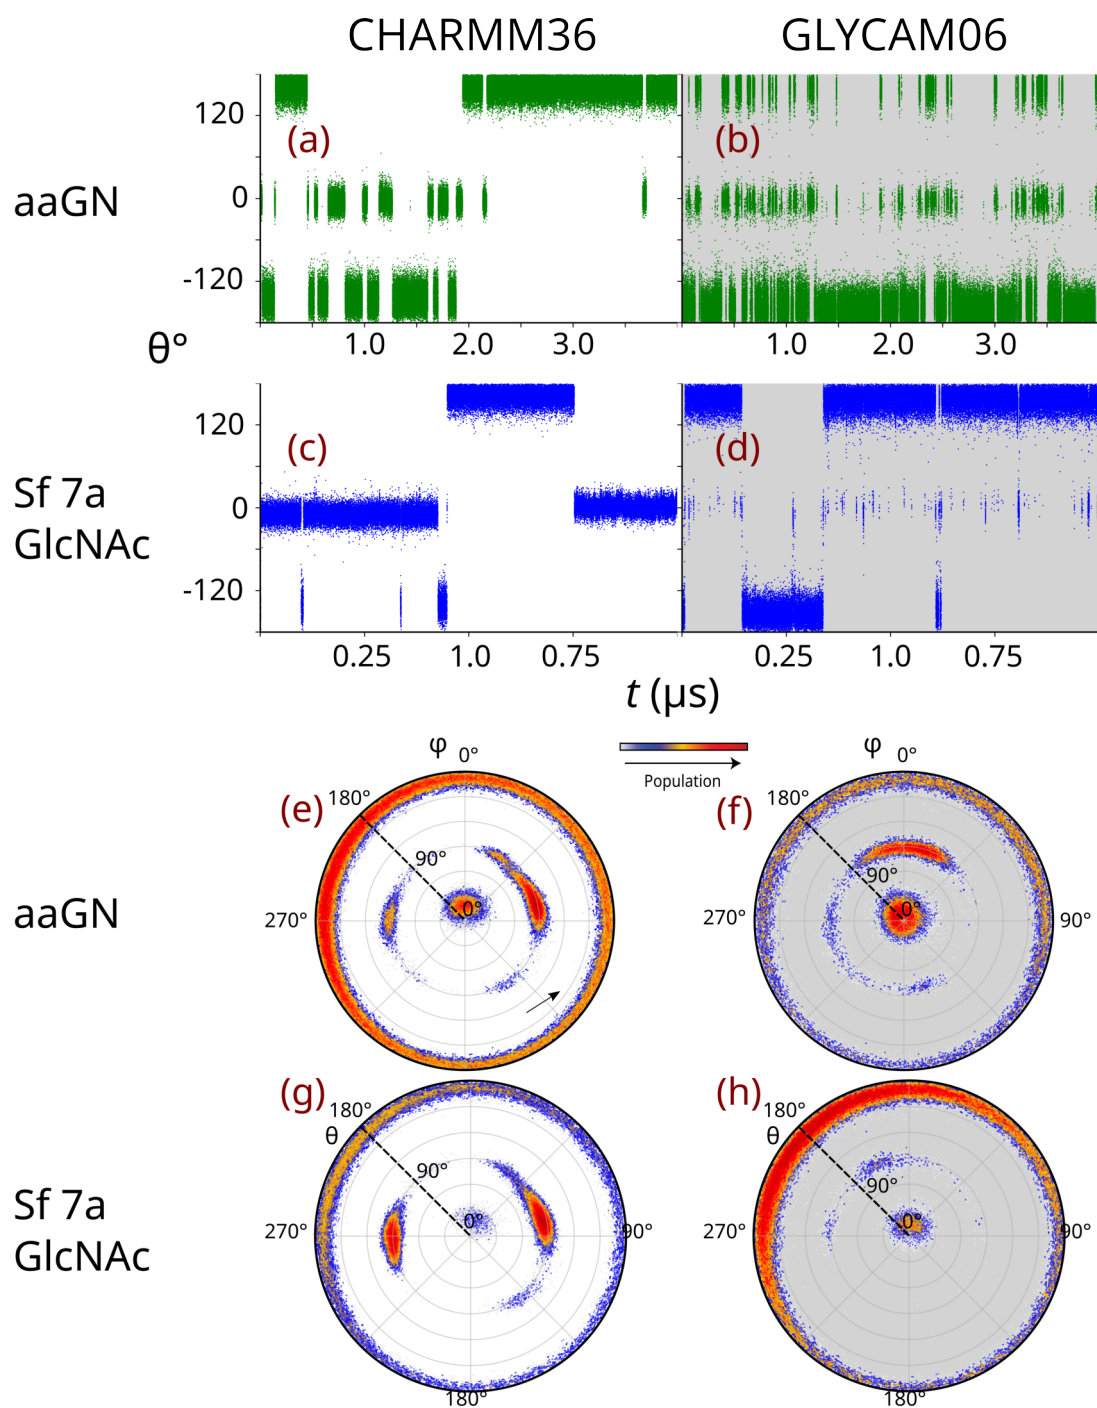 CHARMM36 GLYCAM06
aaGN
(a) (b)
120
0
-120
θ°
1.0 2.0 3.0 1.0 2.0 3.0
Sf 7a
GlcNAc
(c) (d)
120
0
-120
0.25 1.0 0.75 0.25 1.0 0.75
t (μs)
Population
aaGN
(e) φ 0°
180°
90°
0°
270°
(f) φ 0°
180°
90°
0°
270° 90°
Sf 7a
GlcNAc
(g)
180°
θ
90°
0°
270° 90°
180°
(h)
180°
θ
90°
0°
270° 90°
180°